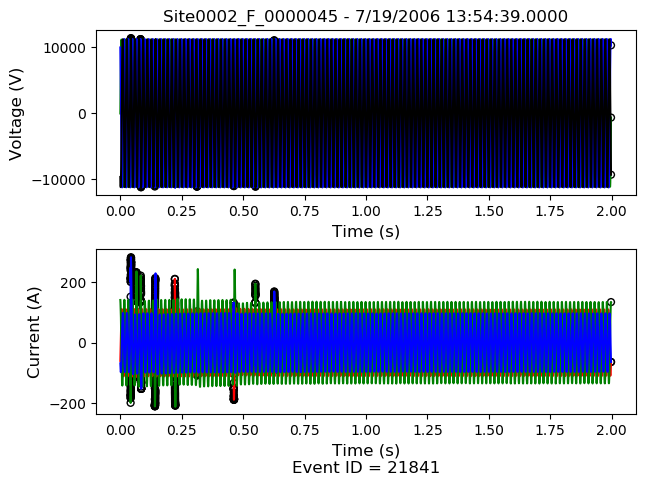 Site0002_F_0000045 - 7/19/2006 13:54:39.0000
Voltage (V)
10000
0
−10000
0.00 0.25 0.50 0.75 1.00 1.25 1.50 1.75 2.00
Time (s)
Current (A)
200
0
−200
0.00 0.25 0.50 0.75 1.00 1.25 1.50 1.75 2.00
Time (s)
Event ID = 21841